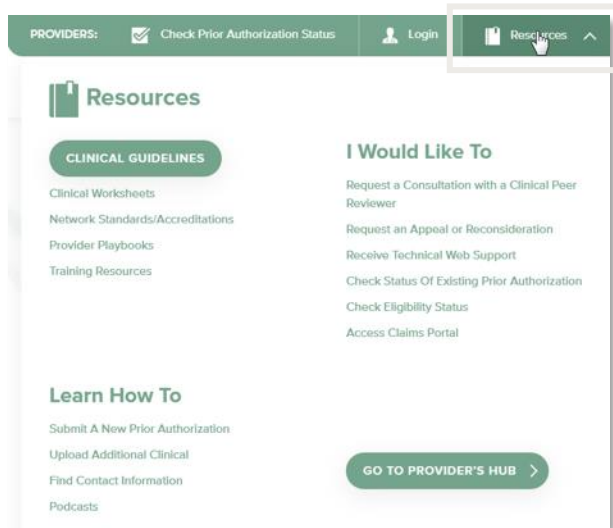 PROVIDERS:
Check Prior Authorization Status
Login
Resources
Resources
CLINICAL GUIDELINES
Clinical Worksheets
Network Standards/Accreditations
Provider Playbooks
Training Resources
I Would Like To
Request a Consultation with a Clinical Peer
Reviewer
Request an Appeal or Reconsideration
Receive Technical Web Support
Check Status Of Existing Prior Authorization
Check Eligibility Status
Access Claims Portal
Learn How To
Submit A New Prior Authorization
Upload Additional Clinical
Find Contact Information
Podcasts
GO TO PROVIDER'S HUB